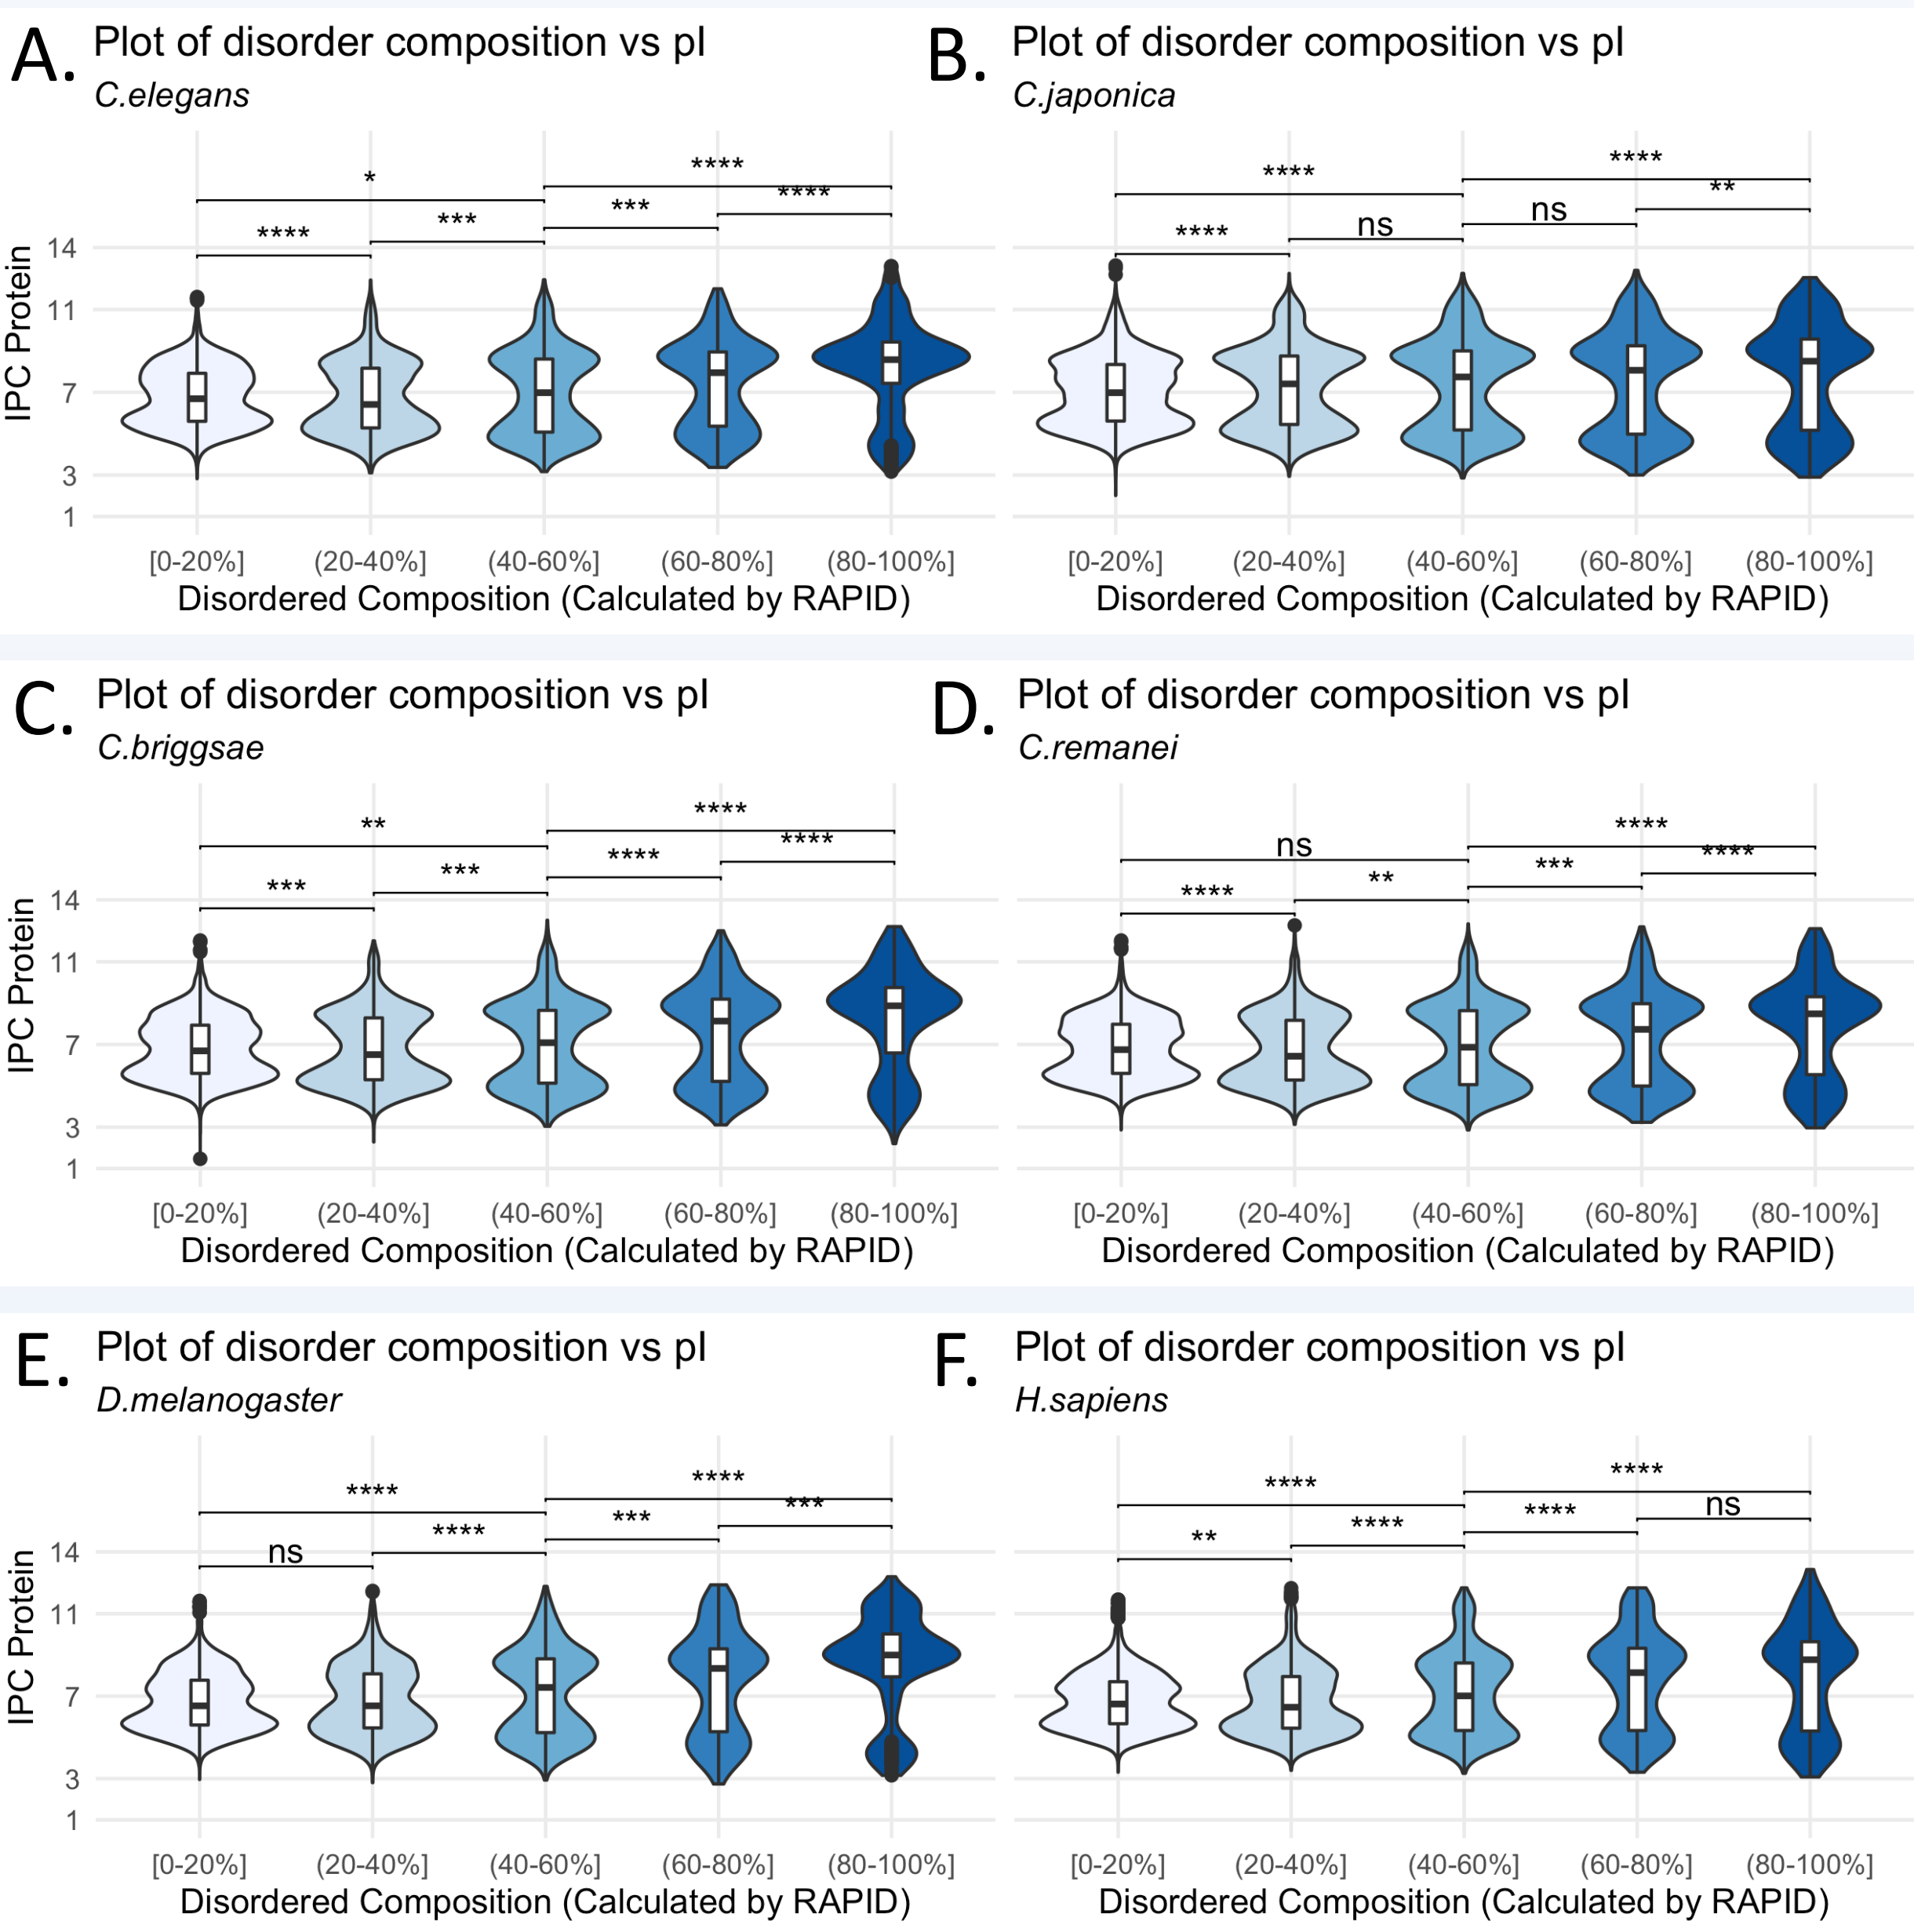 A. Plot of disorder composition vs pI
C.elegans
**** 
* ****
*** ***
****
IPC Protein
14
11
7
3
1
[0-20%] (20-40%] (40-60%] (60-80%] (80-100%]
Disordered Composition (Calculated by RAPID)
B. Plot of disorder composition vs pI
C.japonica
****
**** **
ns ns
****
[0-20%] (20-40%] (40-60%] (60-80%] (80-100%]
Disordered Composition (Calculated by RAPID)
C. Plot of disorder composition vs pI
C.briggsae
****
** ****
*** *** ****
IPC Protein
14
11
7
3
1
[0-20%] (20-40%] (40-60%] (60-80%] (80-100%]
Disordered Composition (Calculated by RAPID)
D. Plot of disorder composition vs pI
C.remanei
****
ns ****
**** ** ***
[0-20%] (20-40%] (40-60%] (60-80%] (80-100%]
Disordered Composition (Calculated by RAPID)
E. Plot of disorder composition vs pI
D.melanogaster
****
**** ***
ns **** ***
IPC Protein
14
11
7
3
1
[0-20%] (20-40%] (40-60%] (60-80%] (80-100%]
Disordered Composition (Calculated by RAPID)
F. Plot of disorder composition vs pI
H.sapiens
****
**** ns
** **** ****
[0-20%] (20-40%] (40-60%] (60-80%] (80-100%]
Disordered Composition (Calculated by RAPID)